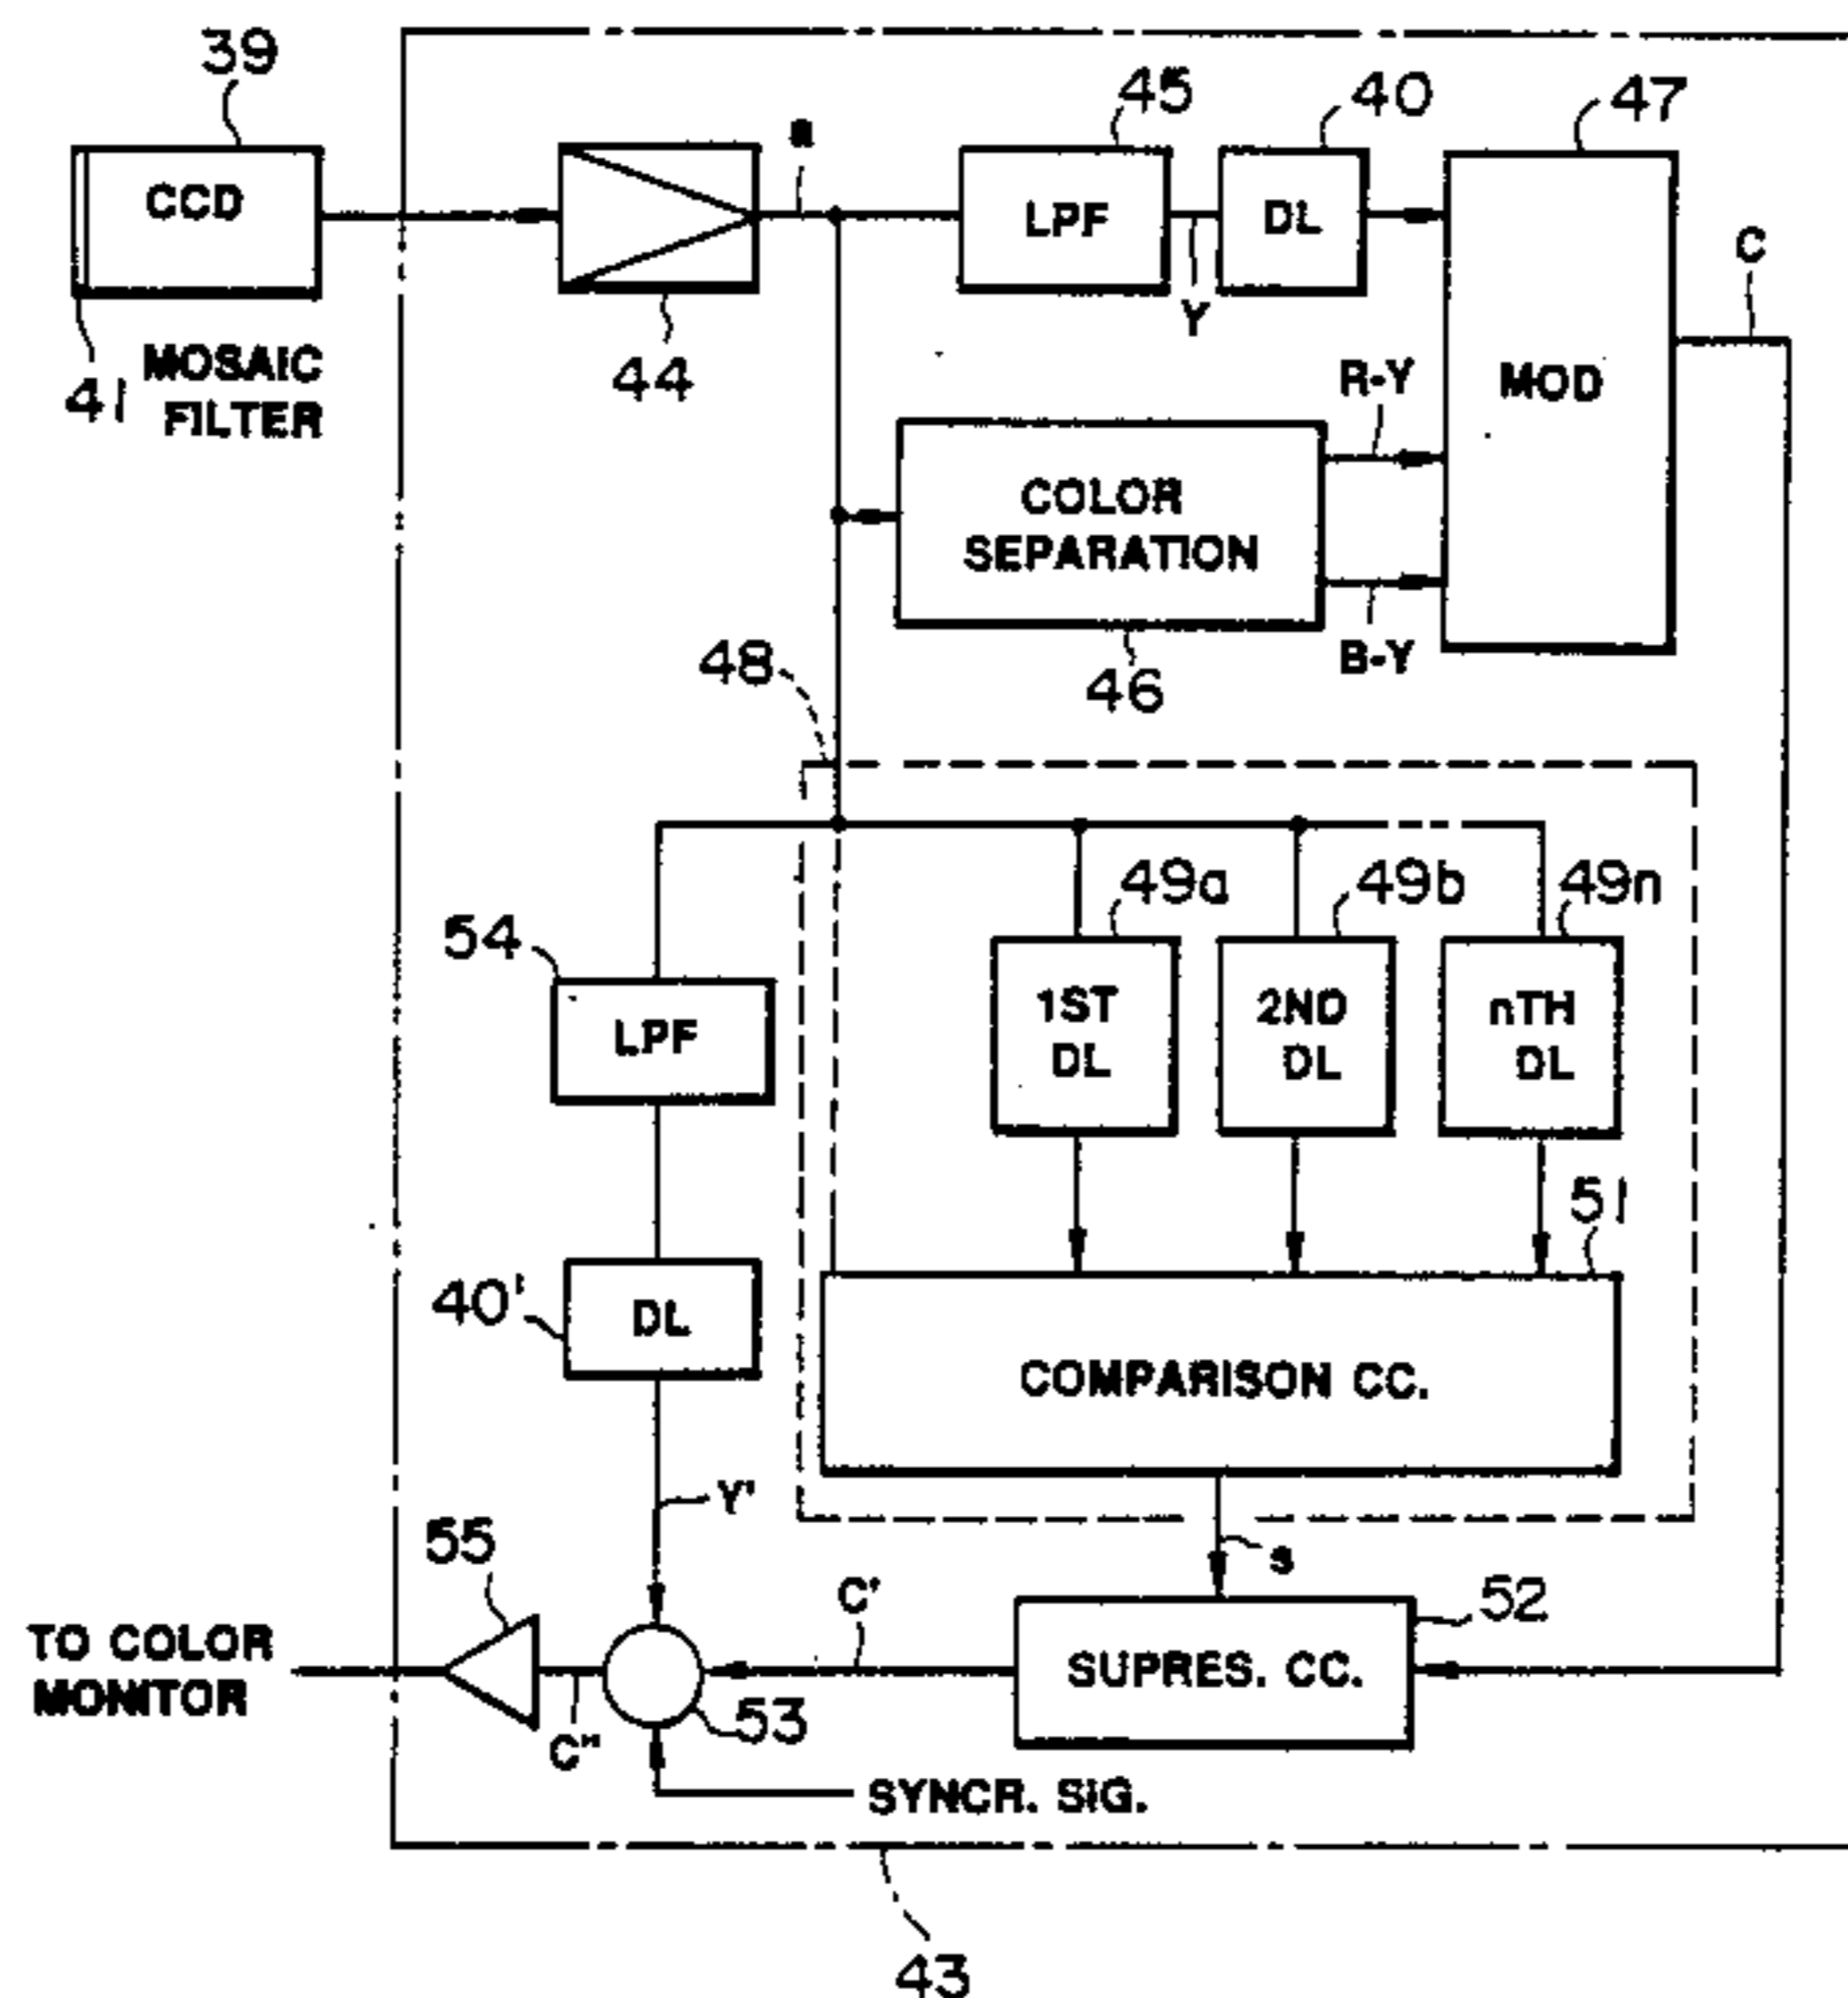 39
CCD
41
MOSAIC
FILTER
44
a
45
LPF
Y
40
DL
47
MOD
C
R-Y
COLOR
SEPARATION
B-Y
46
48
49a
49b
49n
1ST
DL
2ND
DL
nTH
DL
54
LPF
51
40'
DL
COMPARISON CC.
Y'
s
55
C'
52
TO COLOR
MONITOR
SUPRES. CC.
53
C"
SYNCR. SIG.
43